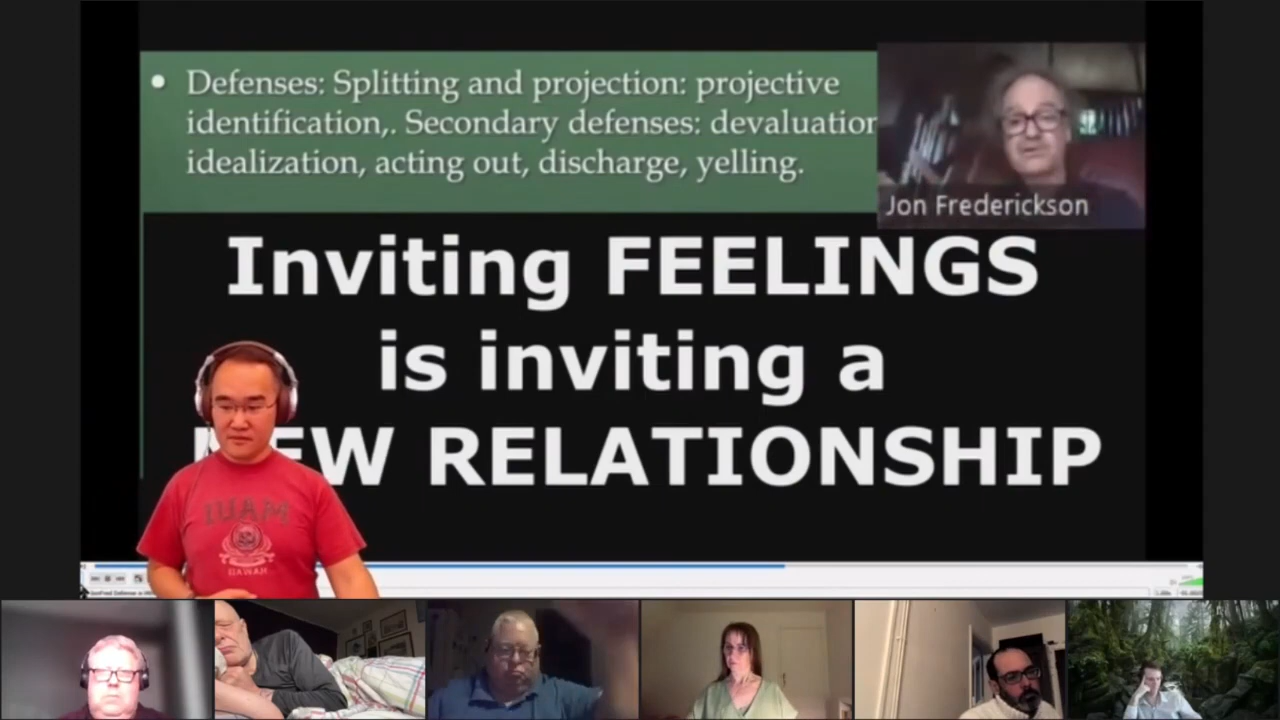 • Defenses: Splitting and projection: projective
identification,. Secondary defenses: devaluation
idealization, acting out, discharge, yelling.
Jon Frederickson
Inviting FEELINGS
is inviting a
NEW RELATIONSHIP